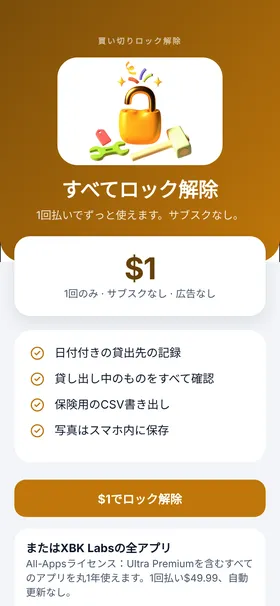 買い切りロック解除
すべてロック解除
1回払いでずっと使えます。サブスクなし。
$1
1回のみ · サブスクなし · 広告なし
日付付きの貸出先の記録
貸し出し中のものをすべて確認
保険用のCSV書き出し
写真はスマホ内に保存
$1でロック解除
またはXBK Labsの全アプリ
All-Appsライセンス：Ultra Premiumを含むすべて
のアプリを丸1年使えます。1回払い$49.99、自動
更新なし。